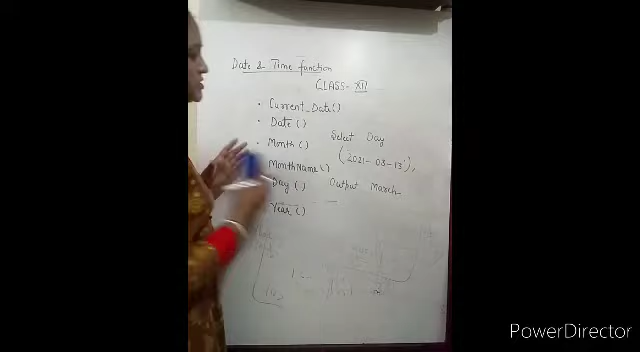 Date & Time function
CLASS- XII
• Current_Date()
• Date ()
• Month () Select Day
('2021-03-13'),
MonthName()
Day () Output March
Year ()
PowerDirector